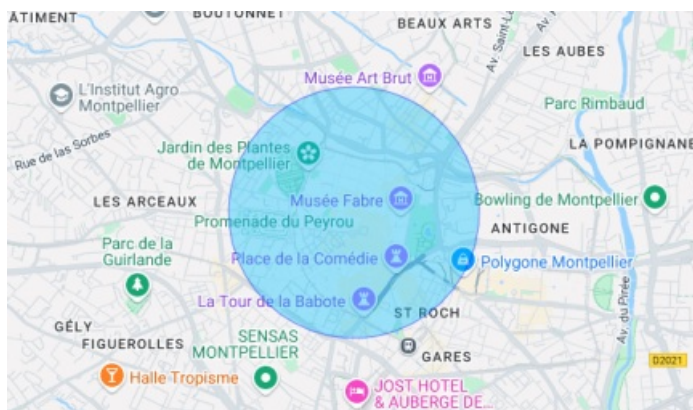 ÂTIMENT
BOUTONNET
BEAUX ARTS
Av. Saint-La
LES AUBES
Musée Art Brut
L'Institut Agro
Montpellier
Parc Rimbaud
Rue de las Sorbes
Jardin des Plantes
de Montpellier
LA POMPIGNANE
LES ARCEAUX
Musée Fabre
Bowling de Montpellier
Promenade du Peyrou
ANTIGONE
Parc de la
Guirlande
Place de la Comédie
Polygone Montpellier
La Tour de la Babote
ST ROCH
Av. du Pirée
GÉLY
FIGUEROLLES
SENSAS
MONTPELLIER
GARES
D2021
Halle Tropisme
JOST HOTEL
& AUBERGE DE...